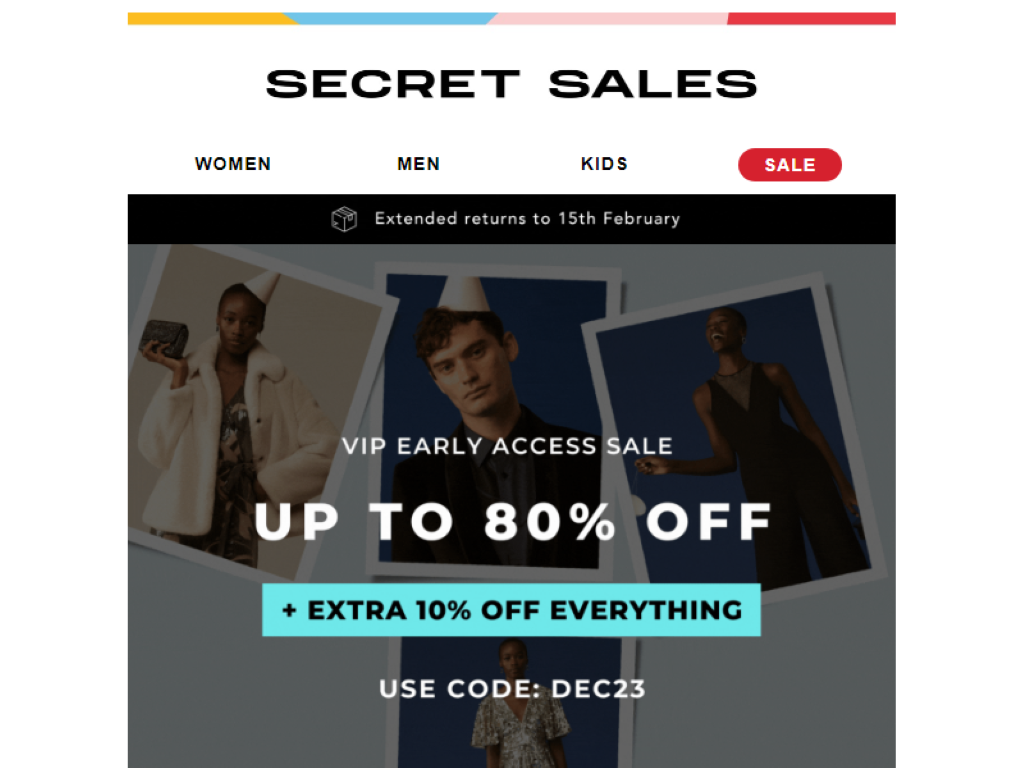 SECRET SALES
WOMEN MEN KIDS SALE
Extended returns to 15th February
VIP EARLY ACCESS SALE
UP TO 80% OFF
+ EXTRA 10% OFF EVERYTHING
USE CODE: DEC23